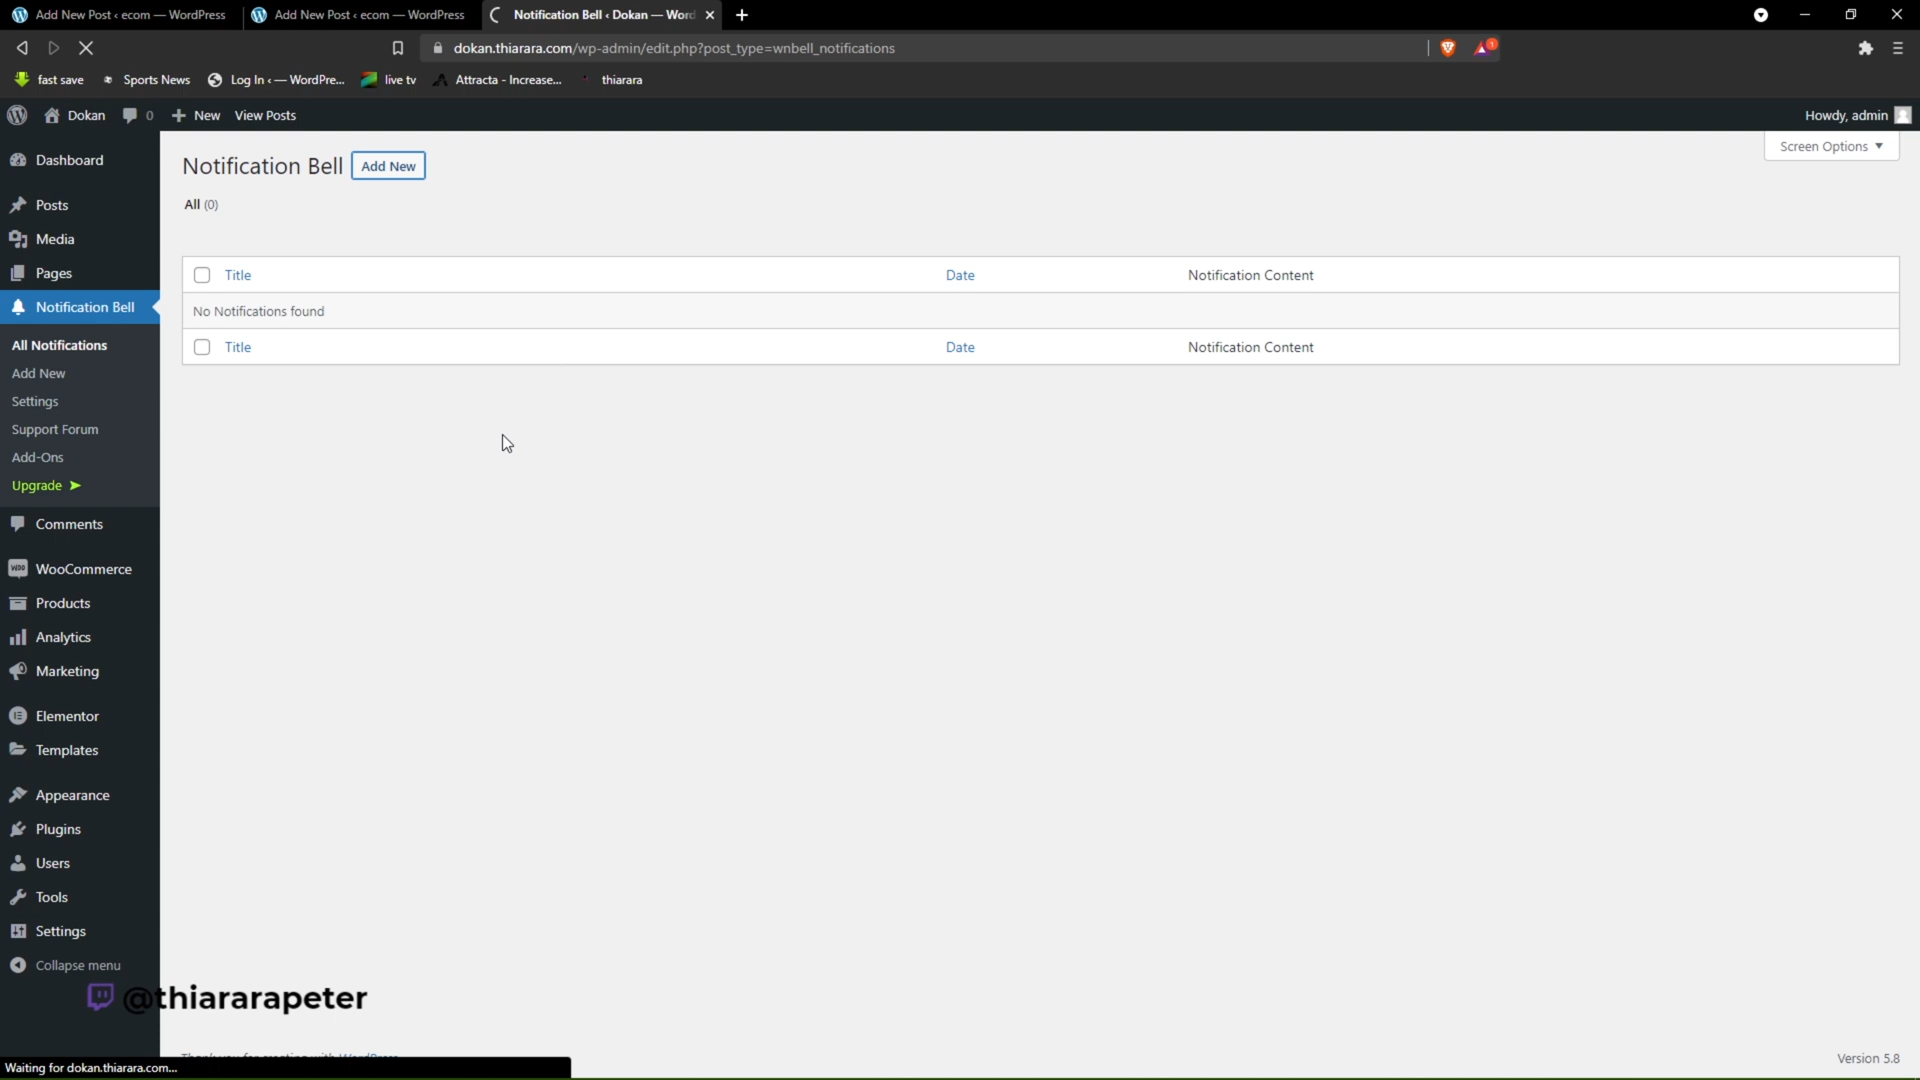 Add New Post ‹ ecom — WordPress
Add New Post ‹ ecom — WordPress
Notification Bell ‹ Dokan — Word
dokan.thiarara.com/wp-admin/edit.php?post_type=wnbell_notifications
1
fast save
Sports News
Log In ‹ — WordPre...
live tv
Attracta - Increase...
thiarara
Dokan
0
New
View Posts
Howdy, admin
Screen Options
Dashboard
Posts
Media
Pages
Notification Bell
All Notifications
Add New
Settings
Support Forum
Add-Ons
Upgrade ➤
Comments
WooCommerce
Products
Analytics
Marketing
Elementor
Templates
Appearance
Plugins
Users
Tools
Settings
Collapse menu
Notification Bell
Add New
All (0)
Title Date Notification Content
No Notifications found
Title Date Notification Content
@thiararapeter
Thank you for creating with WordPress.
Version 5.8
Waiting for dokan.thiarara.com...